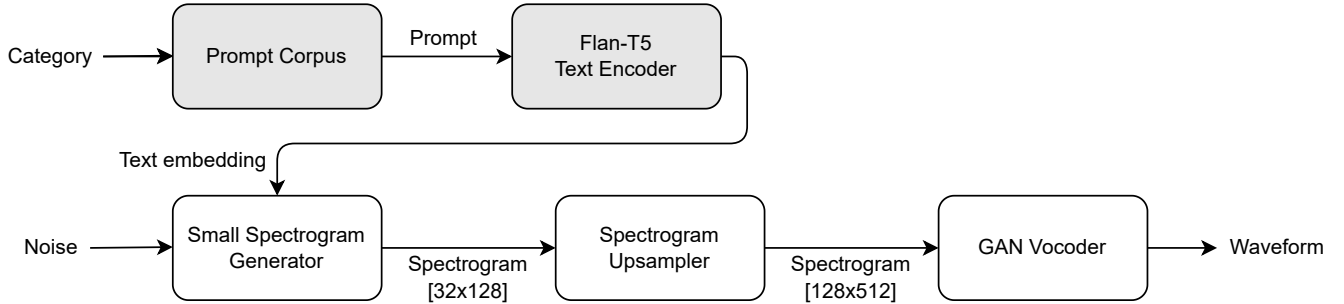 Category
Prompt Corpus
Prompt
Flan-T5
Text Encoder
Text embedding
Noise
Small Spectrogram
Generator
Spectrogram
[32x128]
Spectrogram
Upsampler
Spectrogram
[128x512]
GAN Vocoder
Waveform